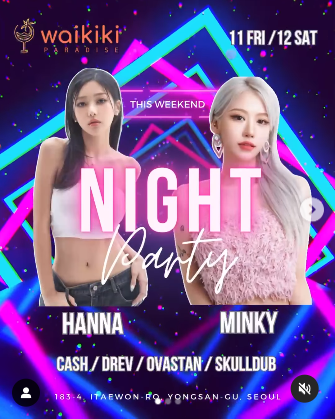 waikiki
PARADISE
11 FRI / 12 SAT
THIS WEEKEND
NIGHT
Party
HANNA
MINKY
CASH / DREV / OVASTAN / SKULLDUB
183-4, ITAEWON-RO, YONGSAN-GU, SEOUL